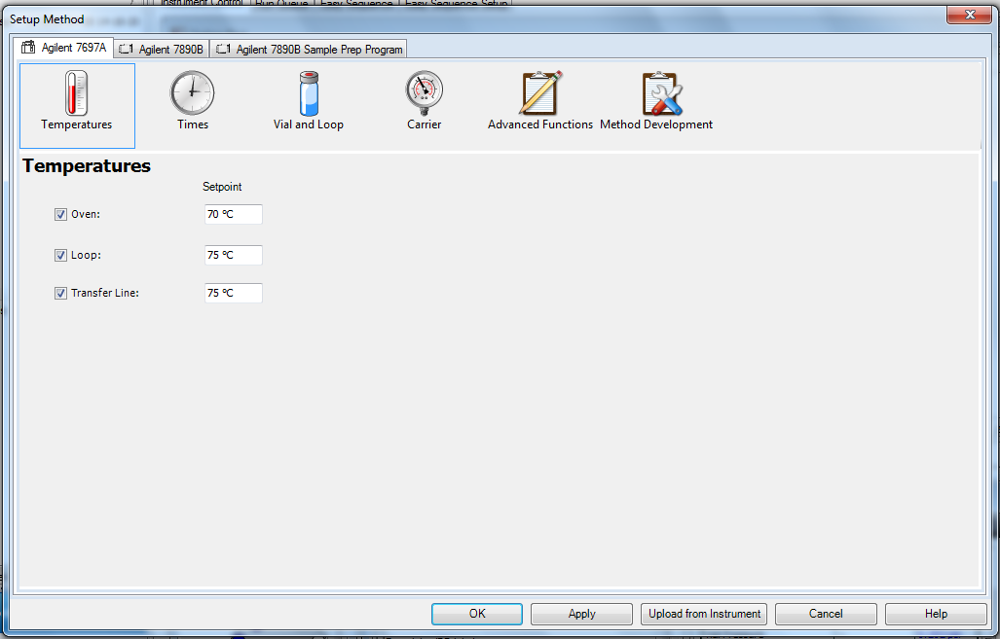 Instrument Control Run Queue Easy Sequence Easy Sequence Setup
Setup Method
Agilent 7697A Agilent 7890B Agilent 7890B Sample Prep Program
Temperatures Times Vial and Loop Carrier Advanced Functions Method Development
Temperatures
Setpoint
Oven: 70 °C
Loop: 75 °C
Transfer Line: 75 °C
OK Apply Upload from Instrument Cancel Help